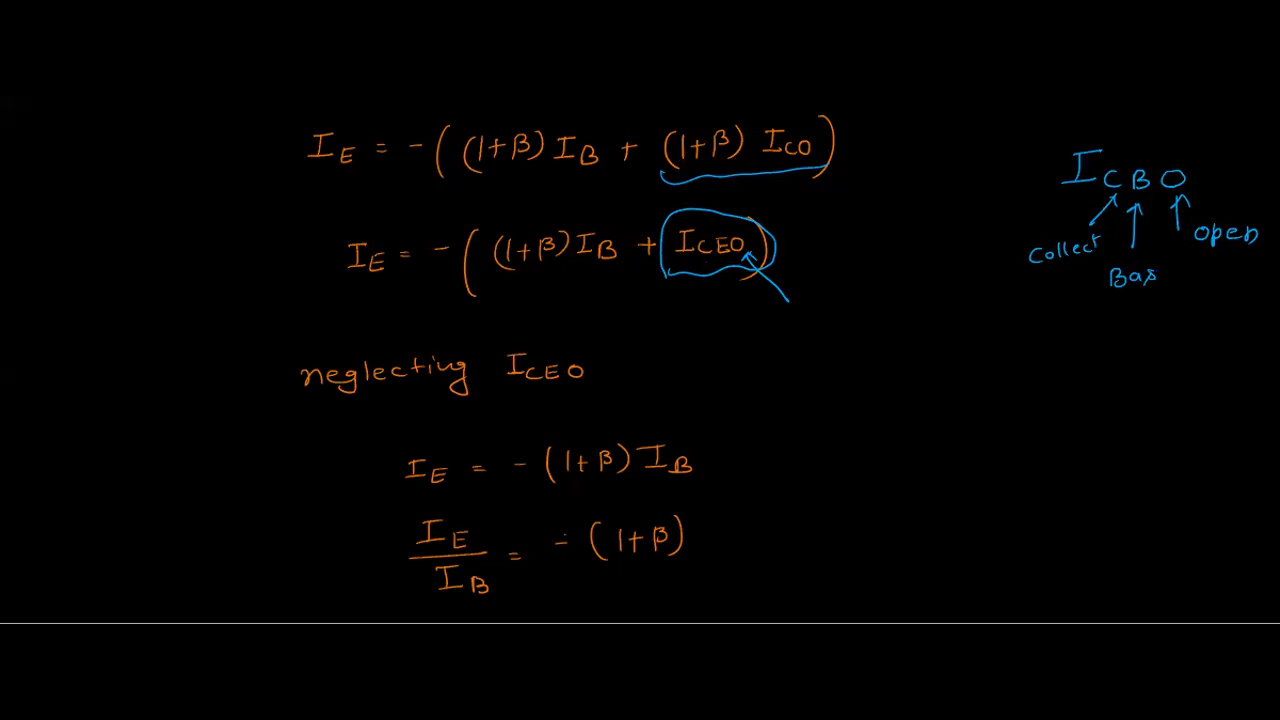 I_E = -((1+β) I_B + (1+β) I_CO)
I_CBO
Collect
Bas
open
I_E = -((1+β) I_B + I_CEO)
neglecting I_CEO
I_E = -(1+β) I_B
I_E / I_B = -(1+β)